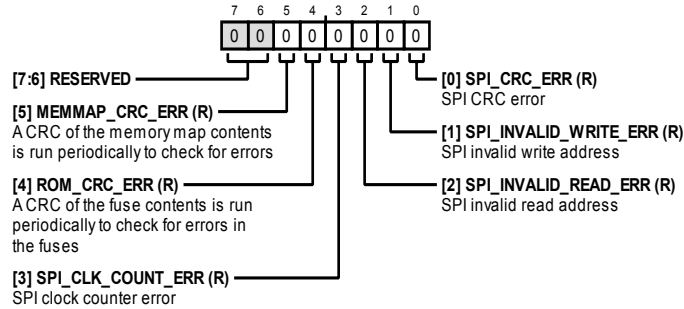 7 6 5 4 3 2 1 0
0 0 0 0 0 0 0 0
[7:6] RESERVED
[5] MEMMAP_CRC_ERR (R)
A CRC of the memory map contents
is run periodically to check for errors
[4] ROM_CRC_ERR (R)
A CRC of the fuse contents is run
periodically to check for errors in
the fuses
[3] SPI_CLK_COUNT_ERR (R)
SPI clock counter error
[0] SPI_CRC_ERR (R)
SPI CRC error
[1] SPI_INVALID_WRITE_ERR (R)
SPI invalid write address
[2] SPI_INVALID_READ_ERR (R)
SPI invalid read address